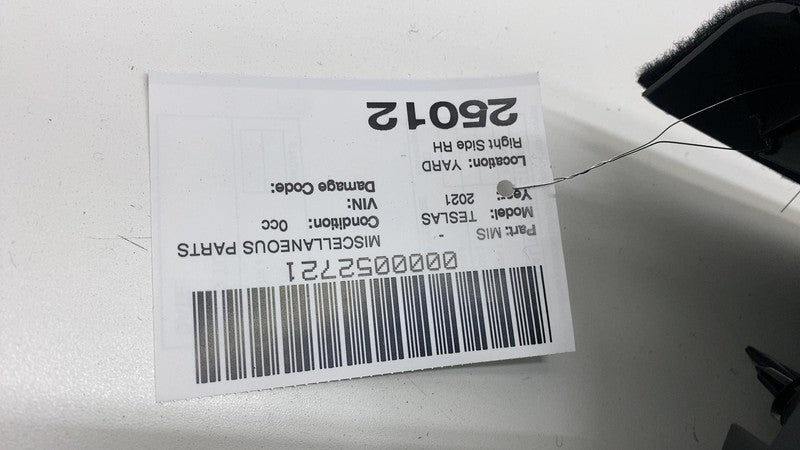 0000052721
Part: MIS - MISCELLANEOUS PARTS
Model: TESLAS Condition: 0cc
Year: 2021 VIN:
Damage Code:
Location: YARD
Right Side RH
25012